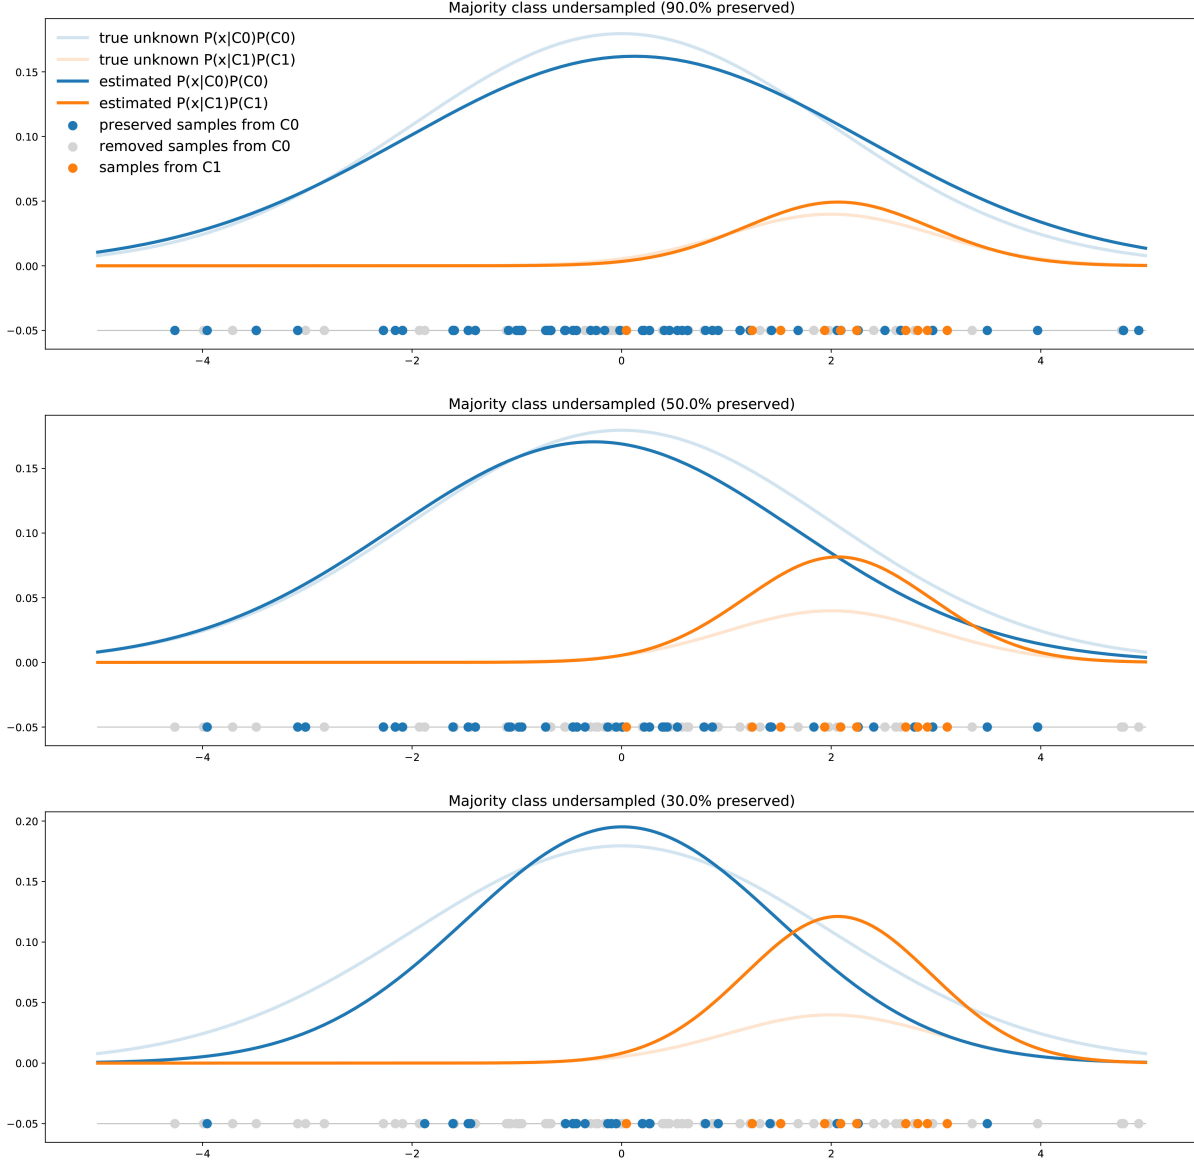 Majority class undersampled (90.0% preserved)
true unknown P(x|C0)P(C0)
true unknown P(x|C1)P(C1)
estimated P(x|C0)P(C0)
estimated P(x|C1)P(C1)
preserved samples from C0
removed samples from C0
samples from C1
0.15
0.10
0.05
0.00
−0.05
−4 −2 0 2 4
Majority class undersampled (50.0% preserved)
0.15
0.10
0.05
0.00
−0.05
−4 −2 0 2 4
Majority class undersampled (30.0% preserved)
0.20
0.15
0.10
0.05
0.00
−0.05
−4 −2 0 2 4